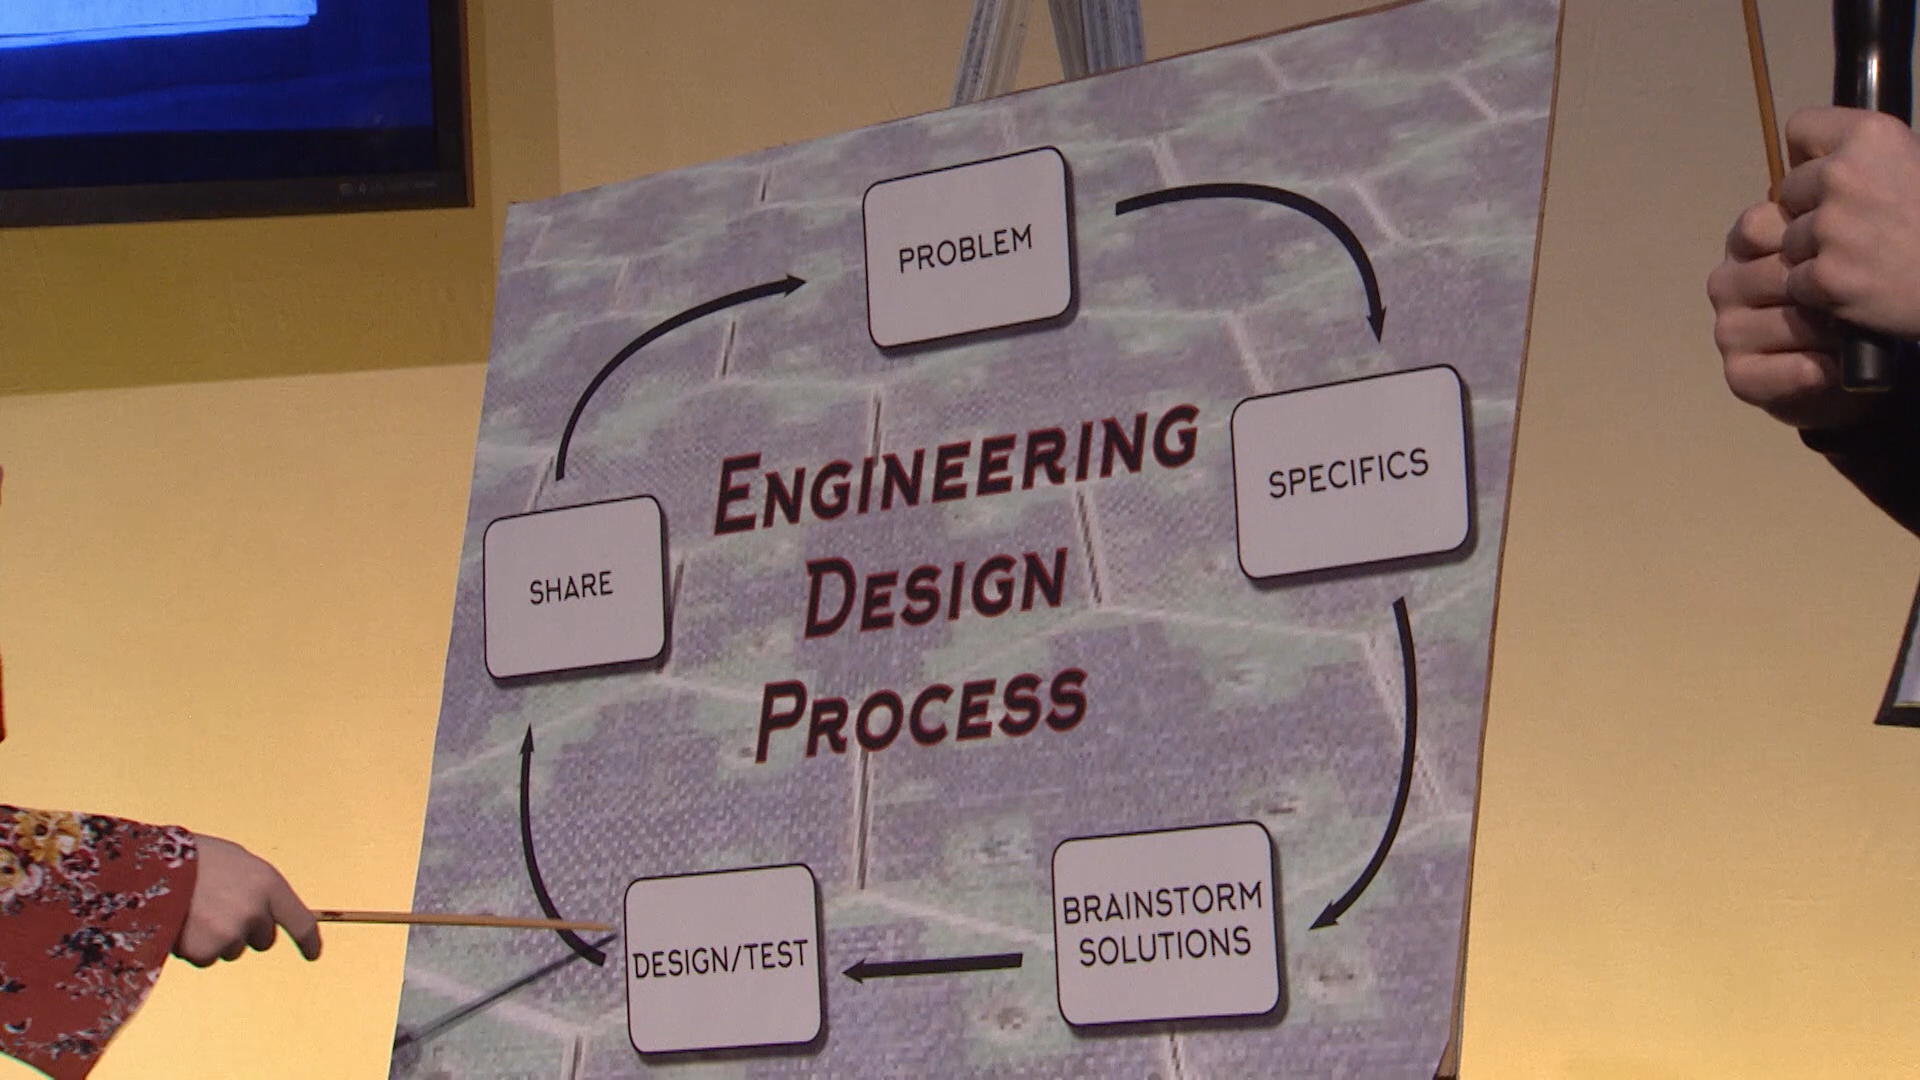 PROBLEM
SPECIFICS
BRAINSTORM
SOLUTIONS
DESIGN/TEST
SHARE
ENGINEERING
DESIGN
PROCESS